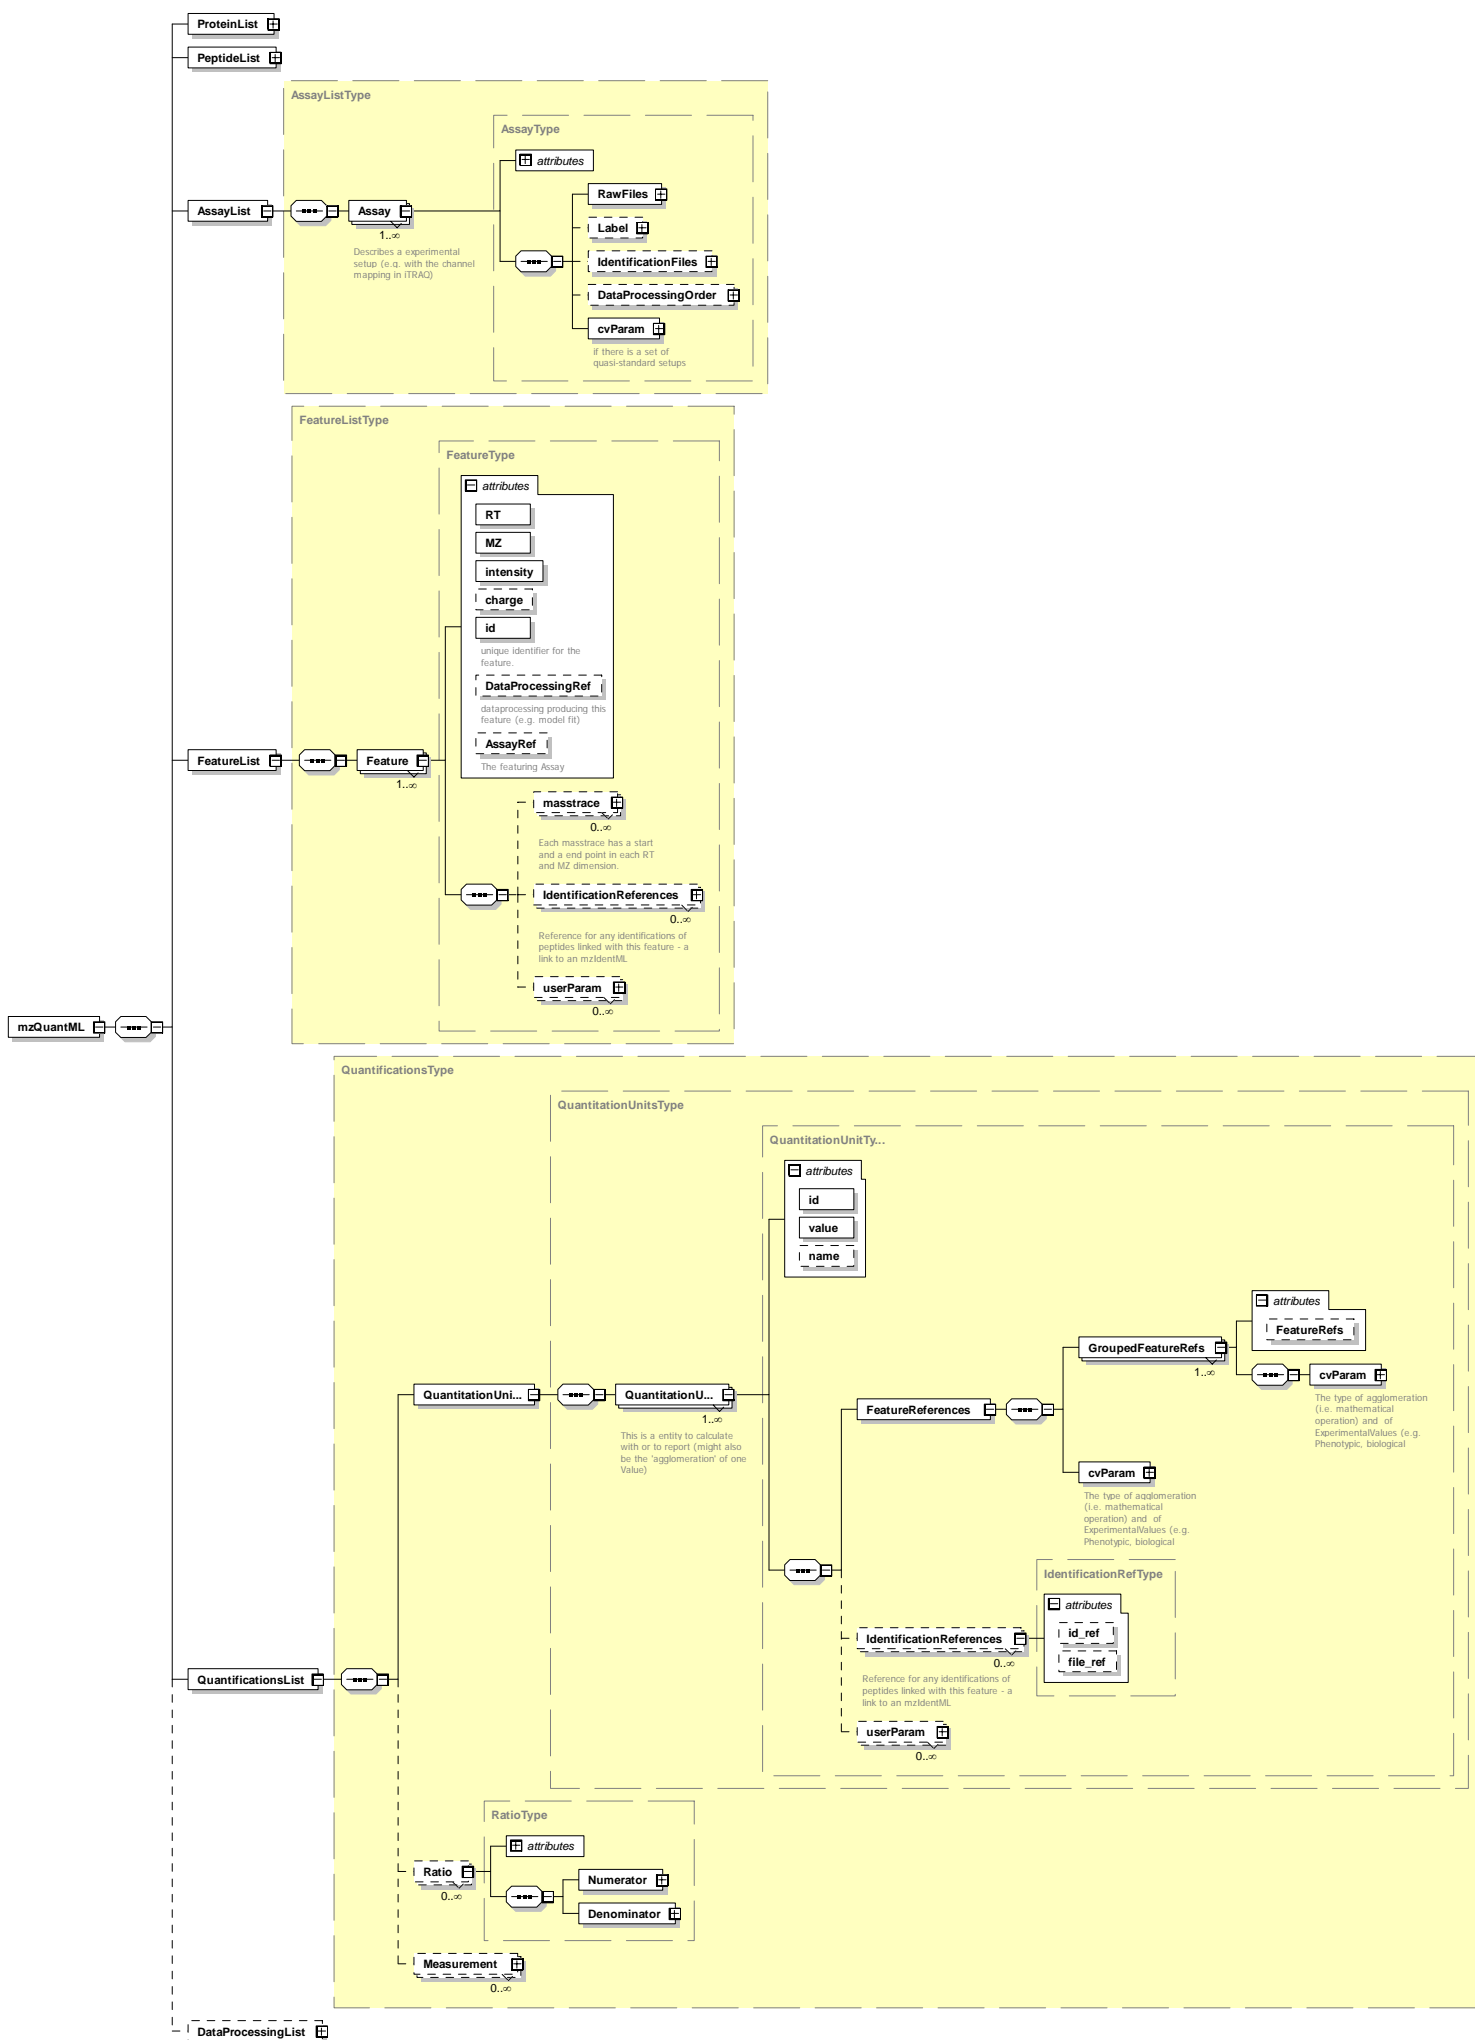 ProteinList
PeptideList
AssayListType
AssayType
attributes
RawFiles
AssayList
Assay
1..∞
Label
Describes a experimental
setup (e.g. with the channel
mapping in iTRAQ)
IdentificationFiles
DataProcessingOrder
cvParam
if there is a set of
quasi-standard setups
FeatureListType
FeatureType
attributes
RT
MZ
intensity
charge
id
unique identifier for the
feature.
DataProcessingRef
dataprocessing producing this
feature (e.g. model fit)
AssayRef
The featuring Assay
FeatureList
Feature
1..∞
masstrace
0..∞
Each masstrace has a start
and a end point in each RT
and MZ dimension.
IdentificationReferences
0..∞
Reference for any identifications of
peptides linked with this feature - a
link to an mzIdentML
userParam
0..∞
mzQuantML
QuantificationsType
QuantitationUnitsType
QuantitationUnitTy...
attributes
id
value
name
attributes
FeatureRefs
GroupedFeatureRefs
1..∞
cvParam
The type of agglomeration
(i.e. mathematical
operation) and  of
ExperimentalValues (e.g.
Phenotypic, biological
QuantitationUni...
QuantitationU...
1..∞
This is a entity to calculate
with or to report (might also
be the 'agglomeration' of one
Value)
FeatureReferences
cvParam
The type of agglomeration
(i.e. mathematical
operation) and  of
ExperimentalValues (e.g.
Phenotypic, biological
IdentificationRefType
attributes
id_ref
file_ref
IdentificationReferences
0..∞
Reference for any identifications of
peptides linked with this feature - a
link to an mzIdentML
userParam
0..∞
QuantificationsList
RatioType
attributes
Ratio
0..∞
Numerator
Denominator
Measurement
0..∞
DataProcessingList